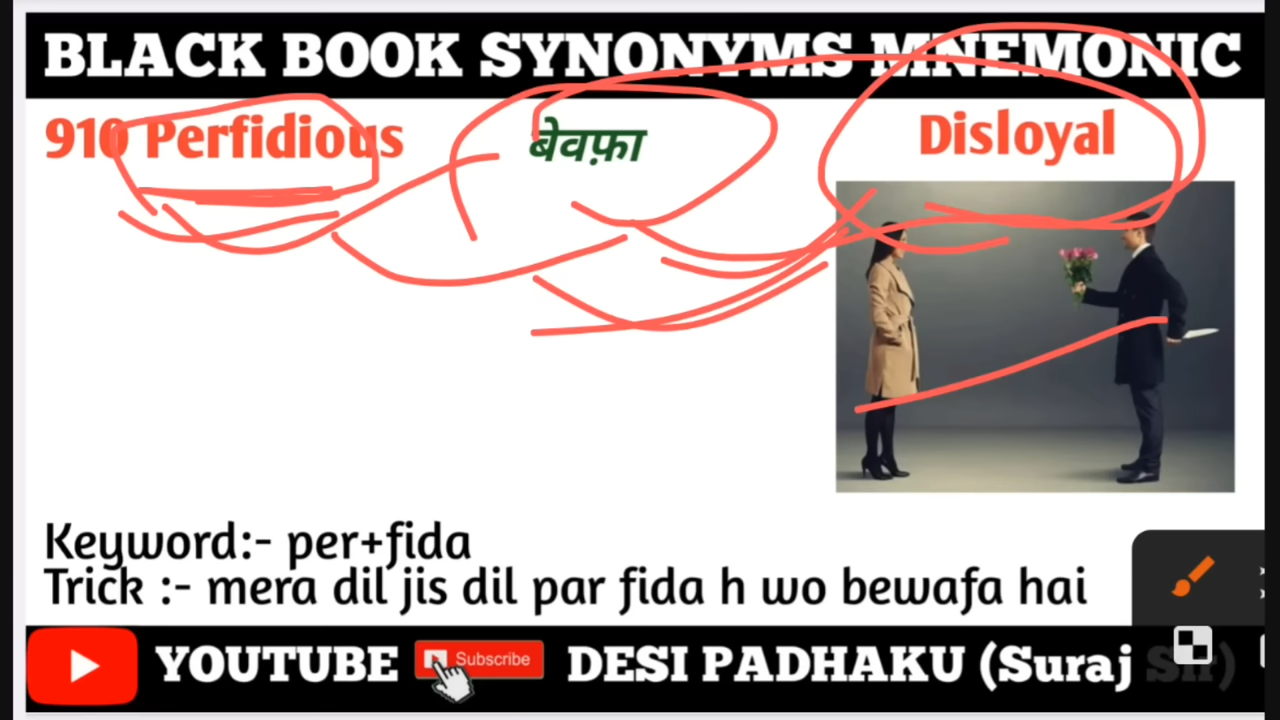 BLACK BOOK SYNONYMS MNEMONIC
910 Perfidious बेवफ़ा Disloyal
Keyword:- per+fida
Trick :- mera dil jis dil par fida h wo bewafa hai
YOUTUBE Subscribe DESI PADHAKU (Suraj Sir)